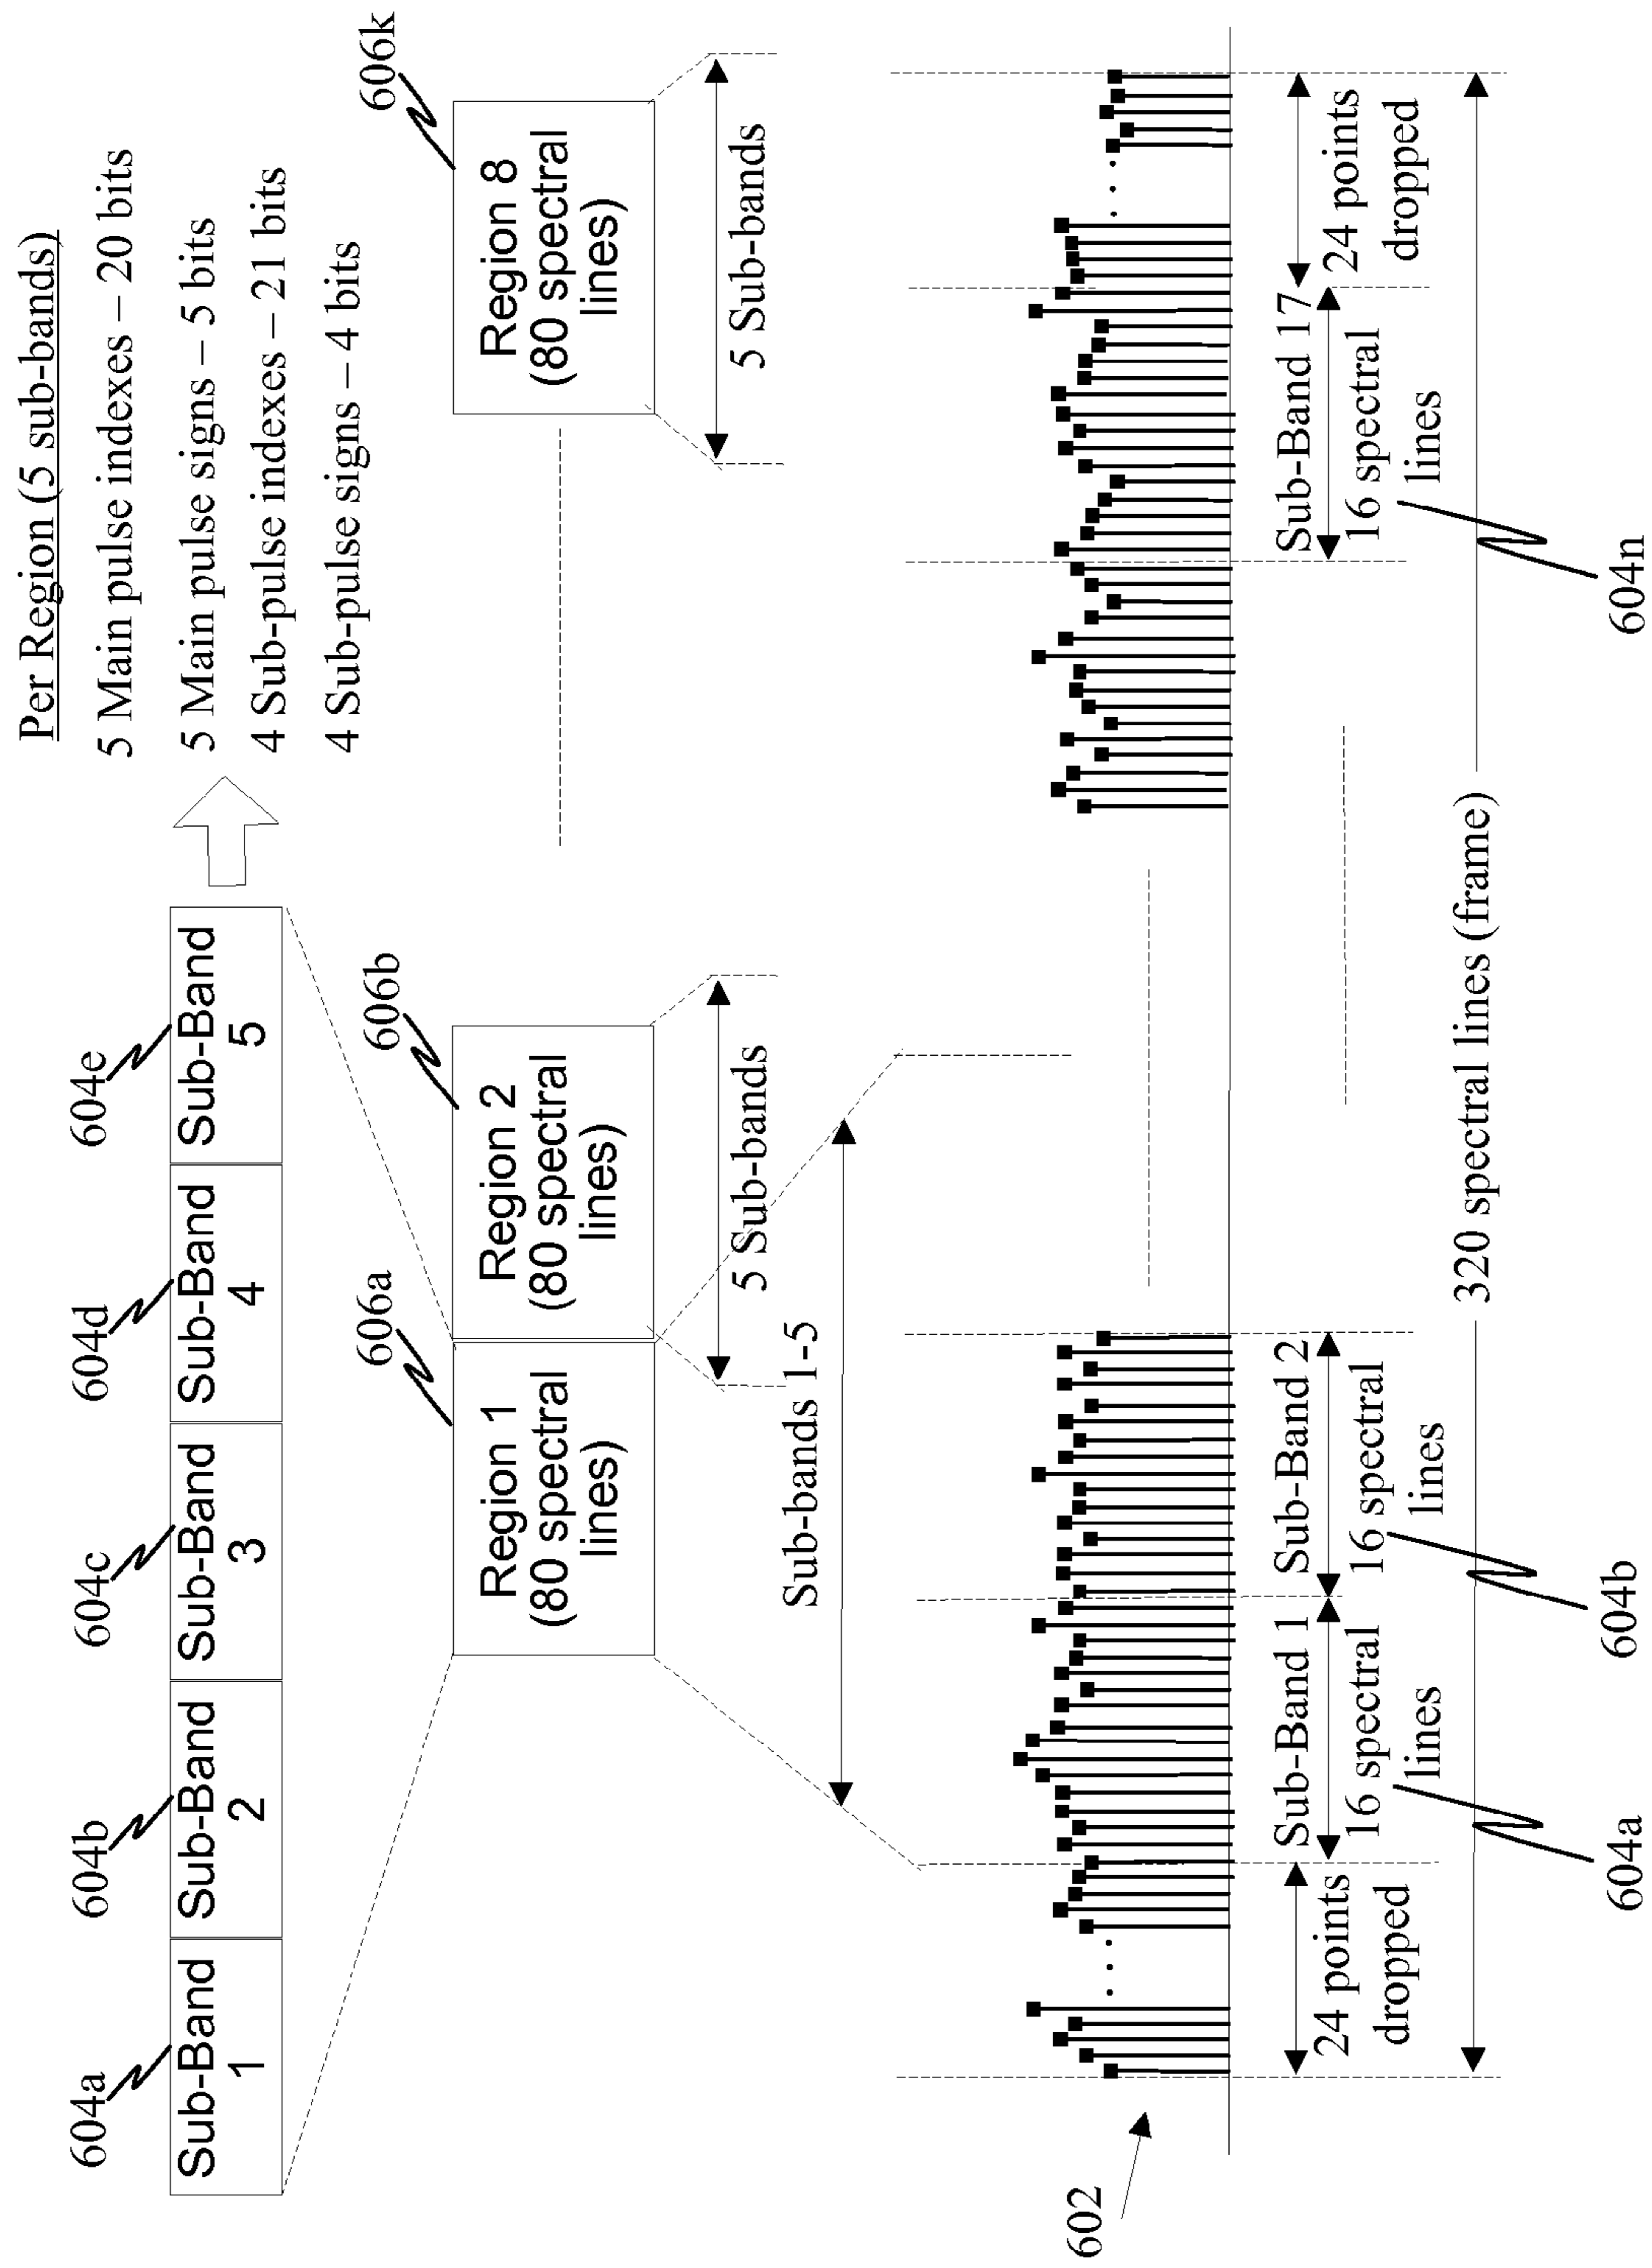 Per Region (5 sub-bands)
5 Main pulse indexes – 20 bits
5 Main pulse signs – 5 bits
4 Sub-pulse indexes – 21 bits
4 Sub-pulse signs – 4 bits
604a
604b
604c
604d
604e
Sub-Band
1
Sub-Band
2
Sub-Band
3
Sub-Band
4
Sub-Band
5
606a
606b
606k
Region 1
(80 spectral
lines)
Region 2
(80 spectral
lines)
Region 8
(80 spectral
lines)
5 Sub-bands
5 Sub-bands
Sub-bands 1-5
602
24 points
dropped
Sub-Band 1
16 spectral
lines
Sub-Band 2
16 spectral
lines
Sub-Band 17
16 spectral
lines
24 points
dropped
320 spectral lines (frame)
604a
604b
604n